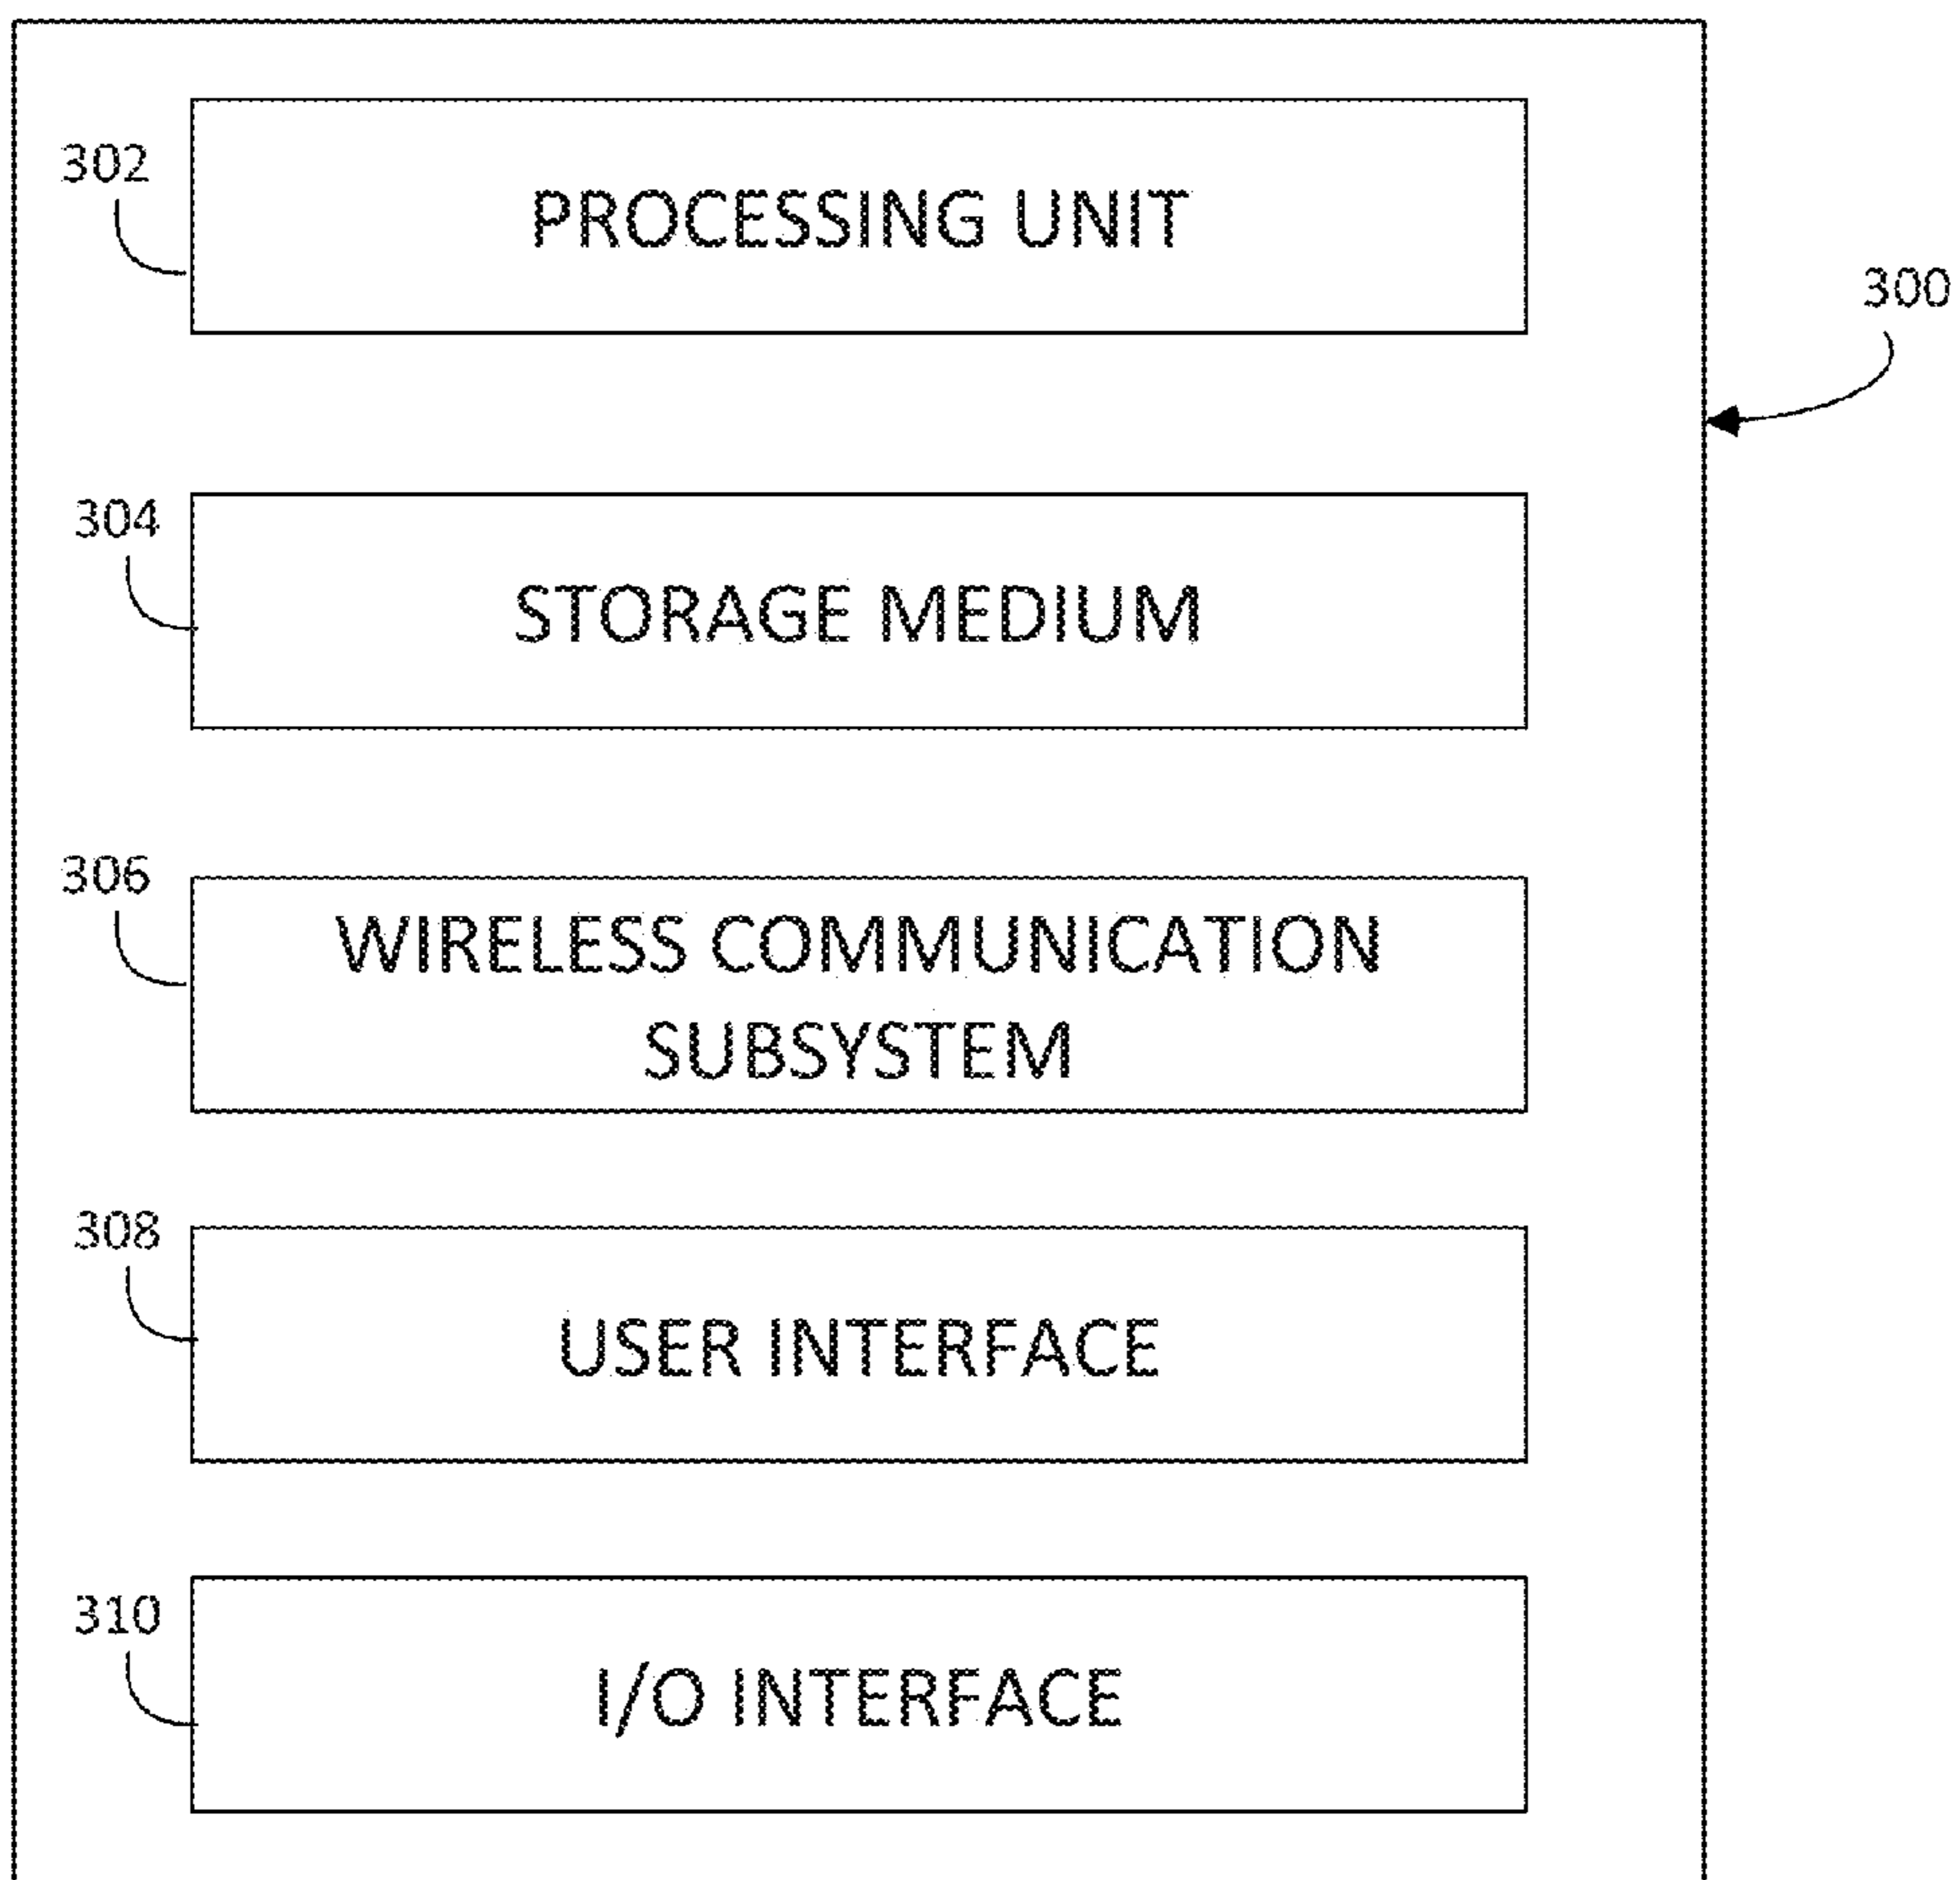 302
PROCESSING UNIT
300
304
STORAGE MEDIUM
306
WIRELESS COMMUNICATION
SUBSYSTEM
308
USER INTERFACE
310
I/O INTERFACE